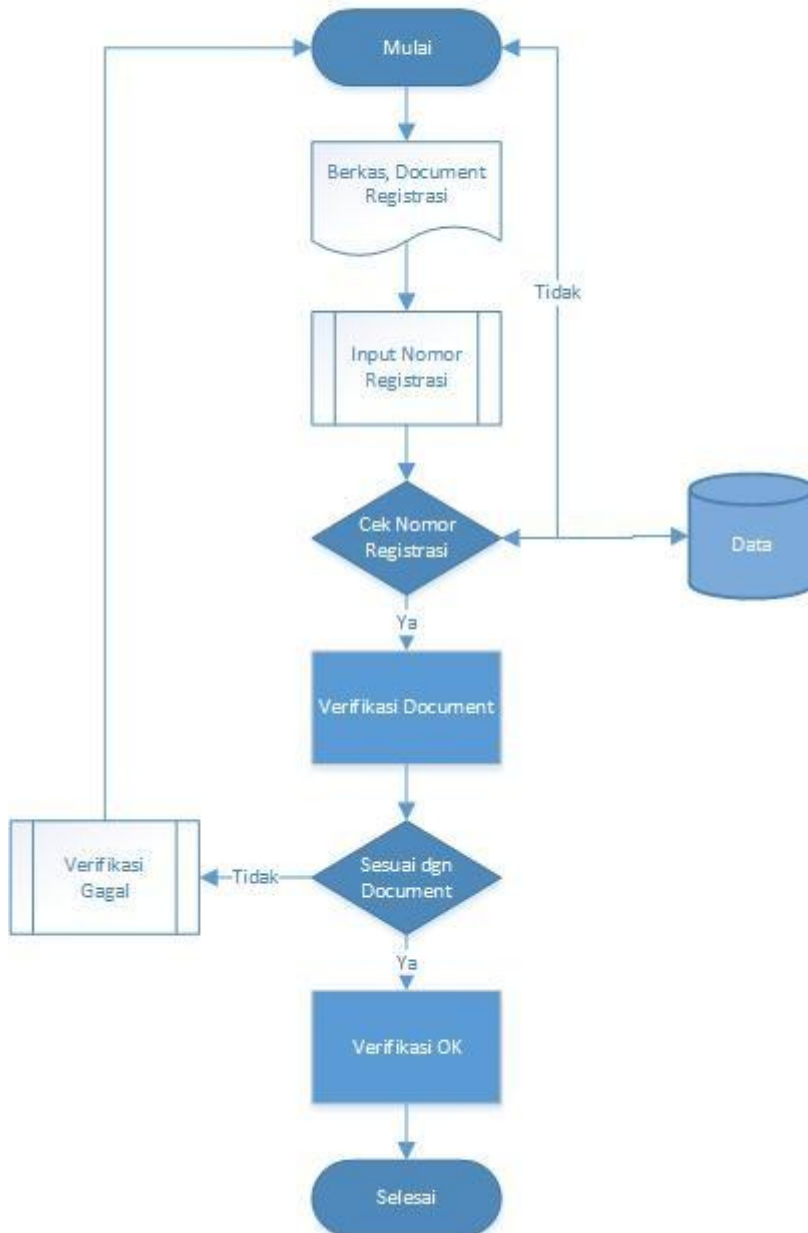 Mulai
Berkas, Document
Registrasi
Tidak
Input Nomor
Registrasi
Cek Nomor
Registrasi
Data
Ya
Verifikasi Document
Verifikasi
Gagal
Tidak
Sesuai dgn
Document
Ya
Verifikasi OK
Selesai